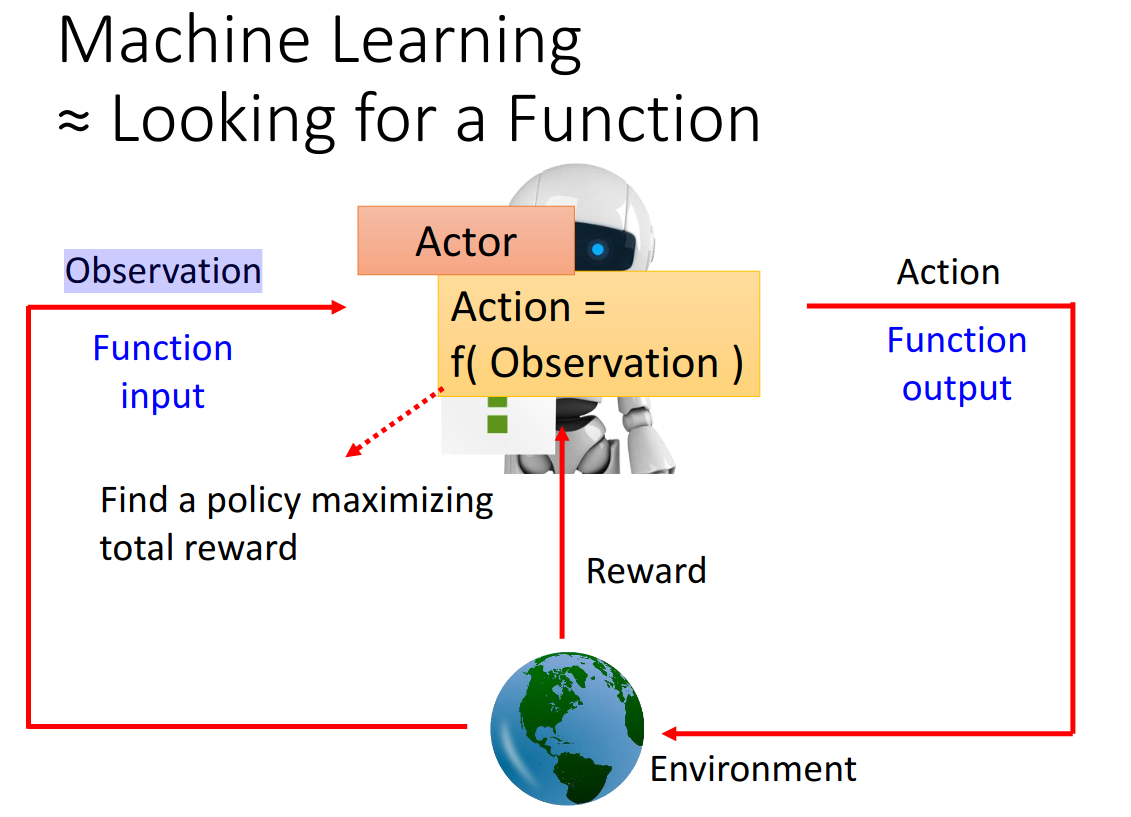 Machine Learning
≈ Looking for a Function
Actor
Observation
Action
Action =
f( Observation )
Function
input
Function
output
Find a policy maximizing
total reward
Reward
Environment